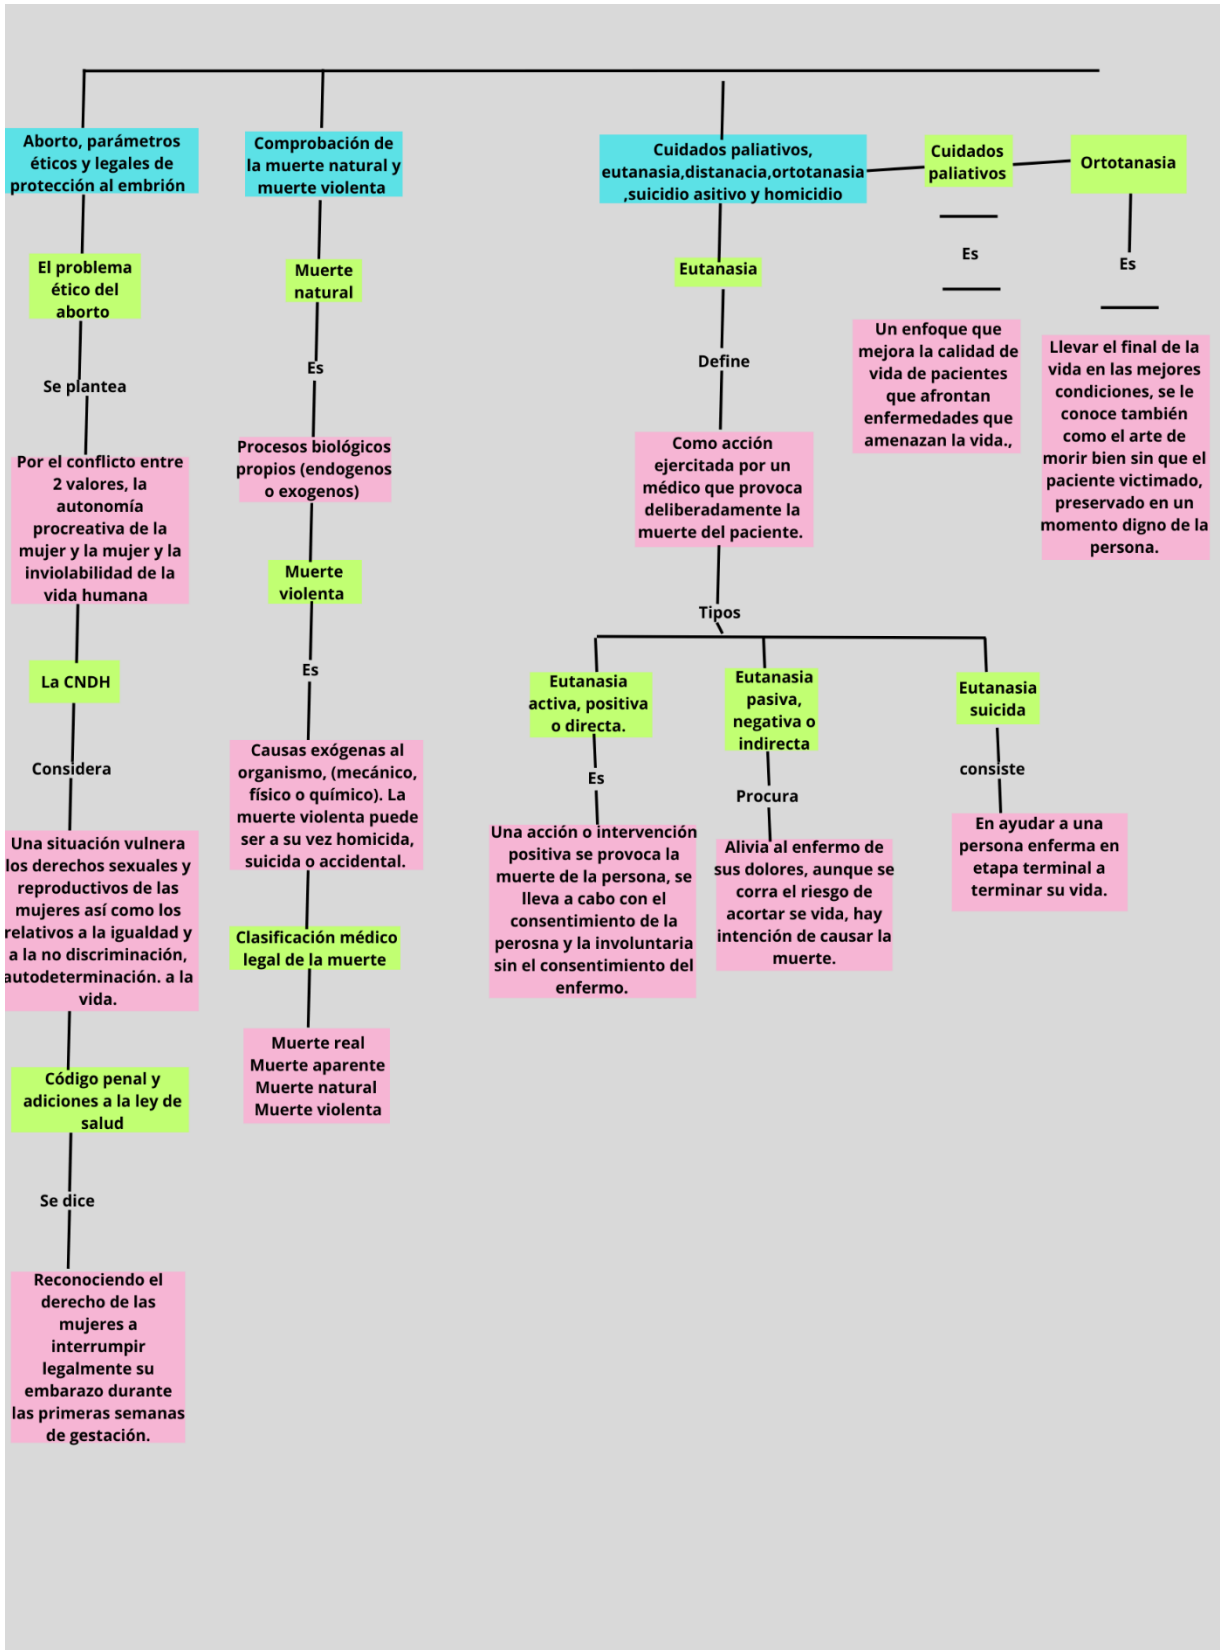 Aborto, parámetros
éticos y legales de
protección al embrión
El problema
ético del
aborto
Se plantea
Por el conflicto entre
2 valores, la
autonomía
procreativa de la
mujer y la mujer y la
inviolabilidad de la
vida humana
La CNDH
Considera
Una situación vulnera
los derechos sexuales y
reproductivos de las
mujeres así como los
relativos a la igualdad y
a la no discriminación,
autodeterminación. a la
vida.
Código penal y
adiciones a la ley de
salud
Se dice
Reconociendo el
derecho de las
mujeres a
interrumpir
legalmente su
embarazo durante
las primeras semanas
de gestación.
Comprobación de
la muerte natural y
muerte violenta
Muerte
natural
Es
Procesos biológicos
propios (endogenos
o exogenos)
Muerte
violenta
Es
Causas exógenas al
organismo, (mecánico,
físico o químico). La
muerte violenta puede
ser a su vez homicida,
suicida o accidental.
Clasificación médico
legal de la muerte
Muerte real
Muerte aparente
Muerte natural
Muerte violenta
Cuidados paliativos,
eutanasia,distanacia,ortotanasia
,suicidio asitivo y homicidio
Eutanasia
Define
Como acción
ejercitada por un
médico que provoca
deliberadamente la
muerte del paciente.
Tipos
Eutanasia
activa, positiva
o directa.
Es
Una acción o intervención
positiva se provoca la
muerte de la persona, se
lleva a cabo con el
consentimiento de la
perosna y la involuntaria
sin el consentimiento del
enfermo.
Eutanasia
pasiva,
negativa o
indirecta
Procura
Alivia al enfermo de
sus dolores, aunque se
corra el riesgo de
acortar se vida, hay
intención de causar la
muerte.
Eutanasia
suicida
consiste
En ayudar a una
persona enferma en
etapa terminal a
terminar su vida.
Cuidados
paliativos
Es
Un enfoque que
mejora la calidad de
vida de pacientes
que afrontan
enfermedades que
amenazan la vida.,
Ortotanasia
Es
Llevar el final de la
vida en las mejores
condiciones, se le
conoce también
como el arte de
morir bien sin que el
paciente victimado,
preservado en un
momento digno de la
persona.